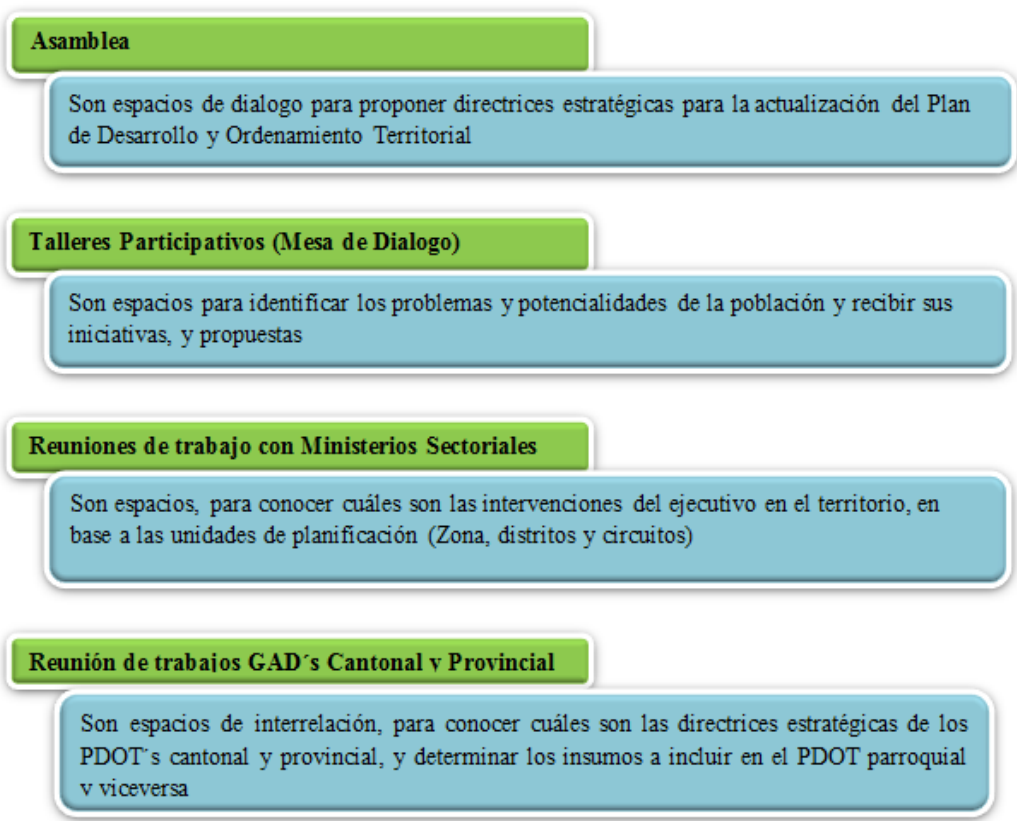 Asamblea
Son espacios de dialogo para proponer directrices estratégicas para la actualización del Plan
de Desarrollo y Ordenamiento Territorial
Talleres Participativos (Mesa de Dialogo)
Son espacios para identificar los problemas y potencialidades de la población y recibir sus
iniciativas, y propuestas
Reuniones de trabajo con Ministerios Sectoriales
Son espacios, para conocer cuáles son las intervenciones del ejecutivo en el territorio, en
base a las unidades de planificación (Zona, distritos y circuitos)
Reunión de trabajos GAD´s Cantonal y Provincial
Son espacios de interrelación, para conocer cuáles son las directrices estratégicas de los
PDOT´s cantonal y provincial, y determinar los insumos a incluir en el PDOT parroquial
y viceversa